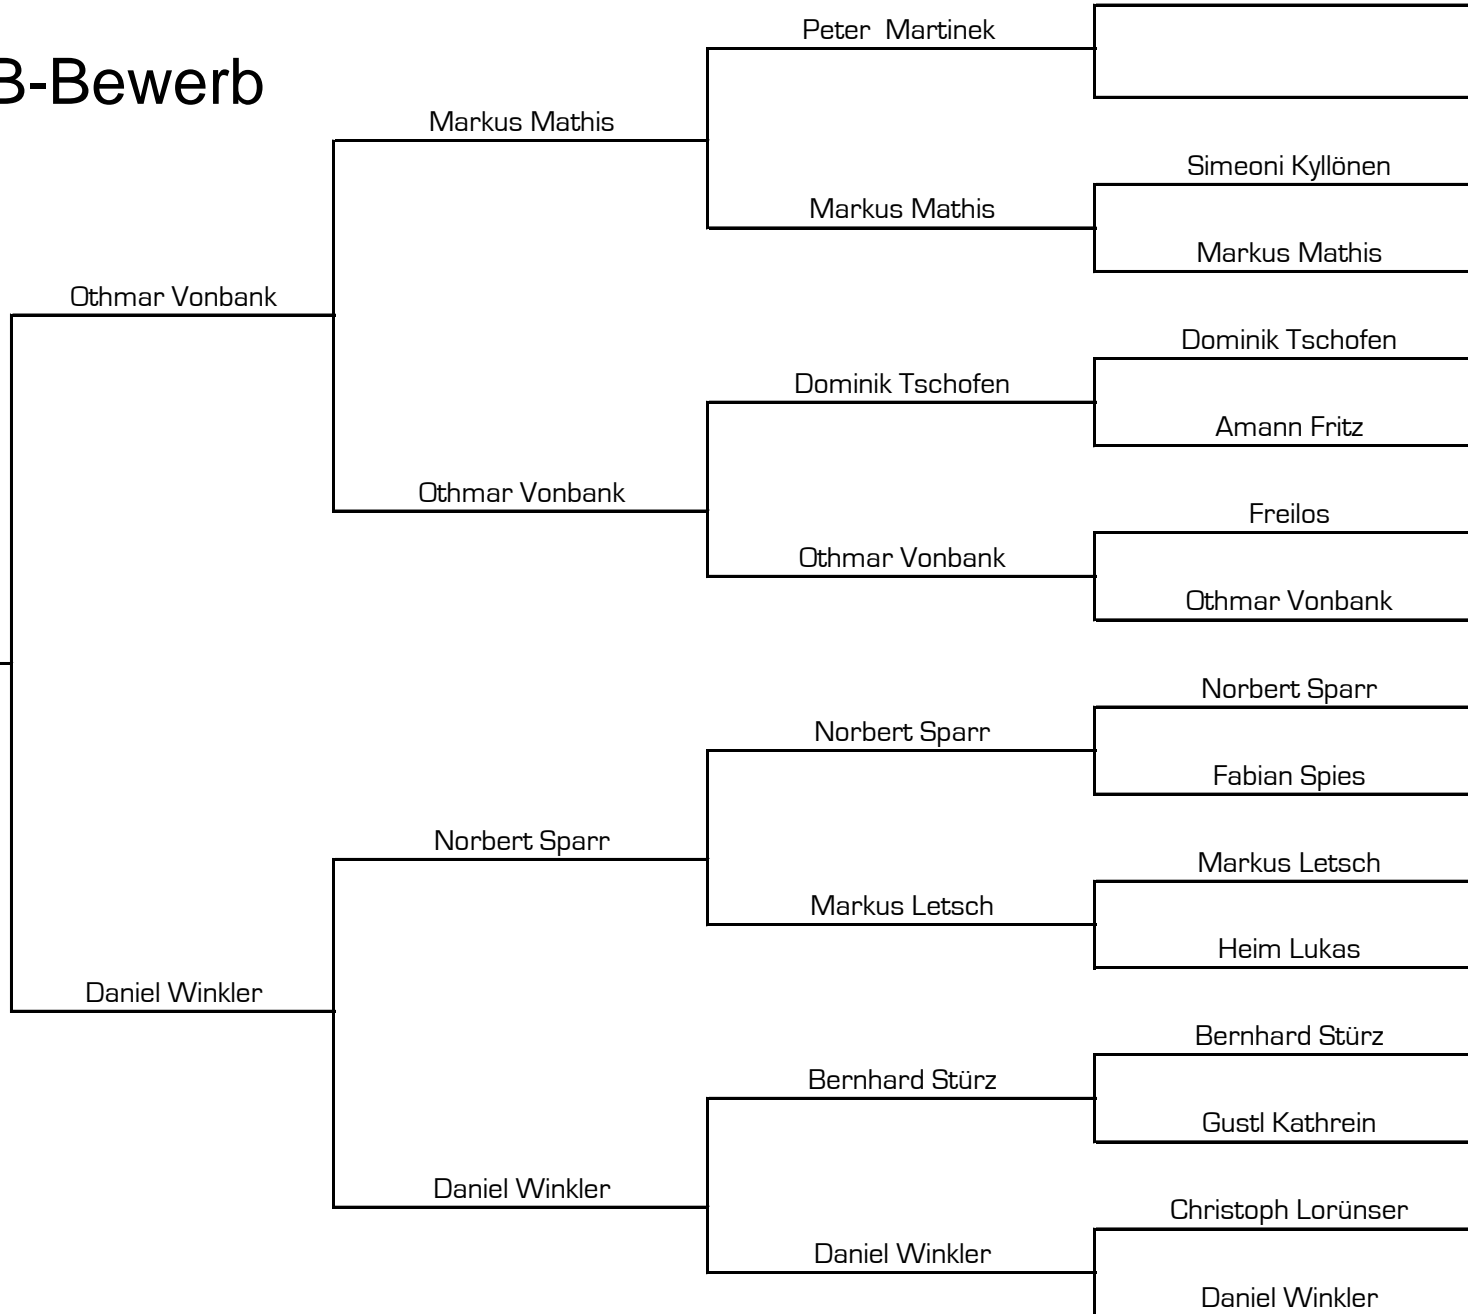 Peter  Martinek
B-Bewerb
Markus Mathis
Simeoni Kyllönen
Markus Mathis
Markus Mathis
Othmar Vonbank
Dominik Tschofen
Dominik Tschofen
Amann Fritz
Othmar Vonbank
Freilos
Othmar Vonbank
Othmar Vonbank
Norbert Sparr
Norbert Sparr
Fabian Spies
Norbert Sparr
Markus Letsch
Markus Letsch
Heim Lukas
Daniel Winkler
Bernhard Stürz
Bernhard Stürz
Gustl Kathrein
Daniel Winkler
Christoph Lorünser
Daniel Winkler
Daniel Winkler